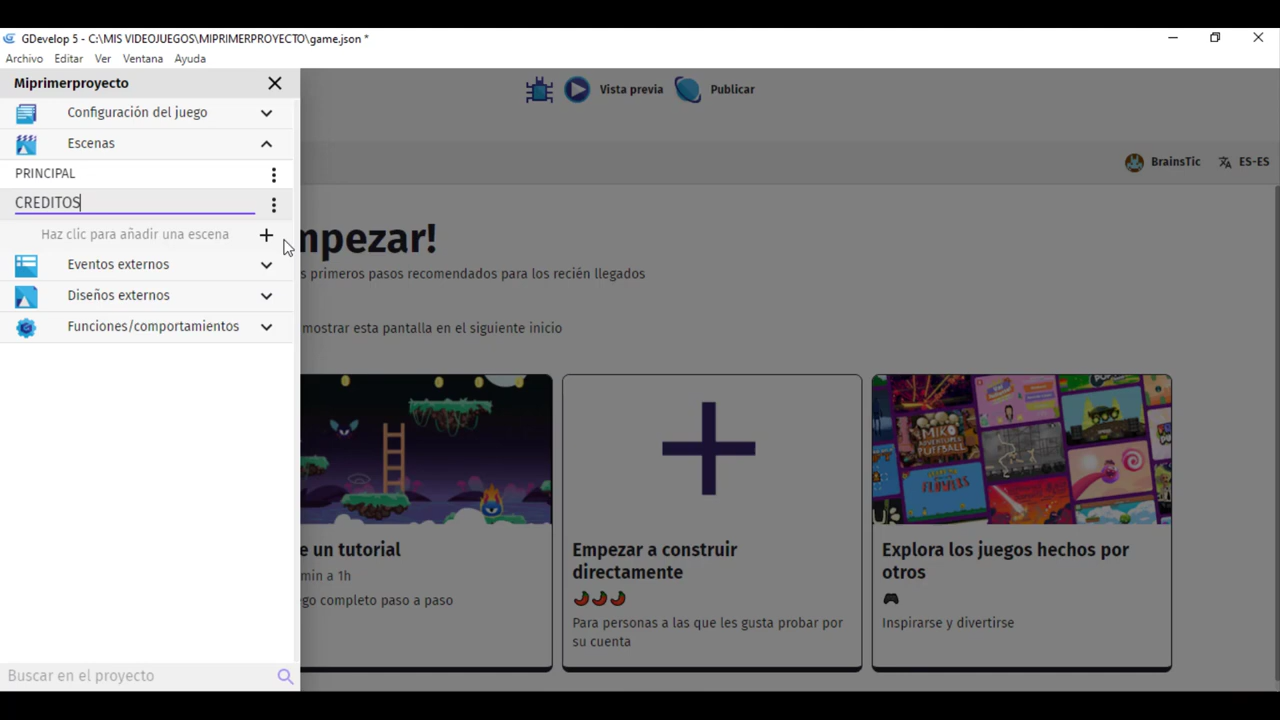 GDevelop 5 - C:\MIS VIDEOJUEGOS\MIPRIMERPROYECTO\game.json *
Archivo Editar Ver Ventana Ayuda
Miprimerproyecto
Vista previa
Publicar
Configuración del juego
Escenas
PRINCIPAL
BrainsTic
ES-ES
CREDITOS
Haz clic para añadir una escena
Eventos externos
Diseños externos
Funciones/comportamientos
mpezar!
s primeros pasos recomendados para los recién llegados
mostrar esta pantalla en el siguiente inicio
e un tutorial
min a 1h
go completo paso a paso
Empezar a construir
directamente
Para personas a las que les gusta probar por
su cuenta
MIKO
Explora los juegos hechos por
otros
Inspirarse y divertirse
Buscar en el proyecto